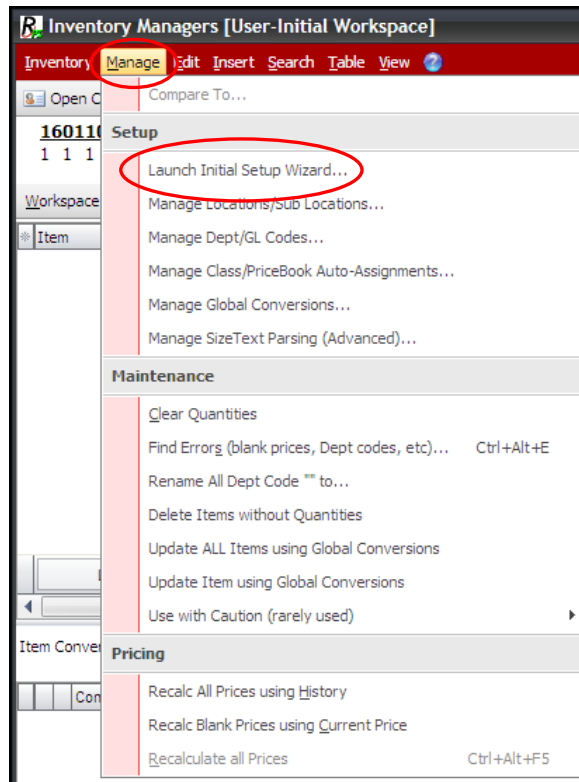 Inventory Managers [User-Initial Workspace]
Inventory Manage Edit Insert Search Table View ?
Open C
Compare To...
160110
Setup
1 1 1
Launch Initial Setup Wizard...
Workspace
Manage Locations/Sub Locations...
* Item
Manage Dept/GL Codes...
Manage Class/PriceBook Auto-Assignments...
Manage Global Conversions...
Manage SizeText Parsing (Advanced)...
Maintenance
Clear Quantities
Find Errors (blank prices, Dept codes, etc)... Ctrl+Alt+E
Rename All Dept Code "" to...
Delete Items without Quantities
Update ALL Items using Global Conversions
Update Item using Global Conversions
Use with Caution (rarely used)
Item Conver
Pricing
Con
Recalc All Prices using History
Recalc Blank Prices using Current Price
Recalculate all Prices Ctrl+Alt+F5